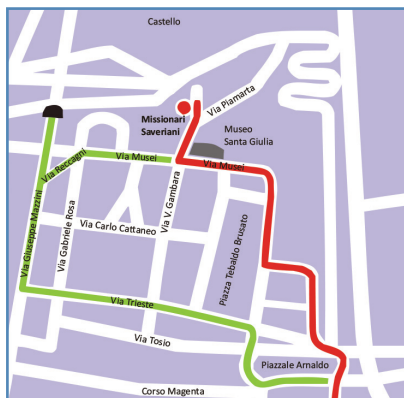 Castello
Via Piamarta
Missionari
Saveriani
Museo
Santa Giulia
Via Reccagni
Via Musei
Via Musei
Via Giuseppe Mazzini
Via Gabriele Rosa
Via Carlo Cattaneo
Via V. Gambara
Piazza Tebaldo Brusato
Via Trieste
Via Tosio
Piazzale Arnaldo
Corso Magenta